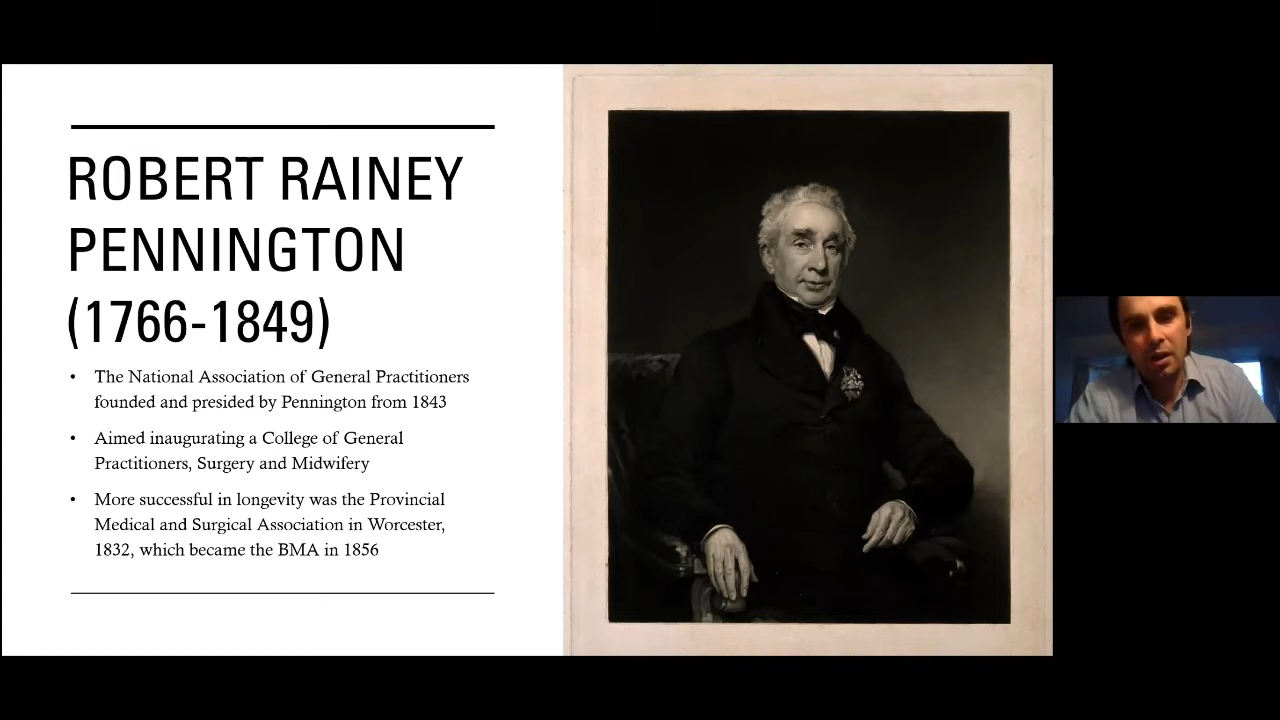 ROBERT RAINEY
PENNINGTON
(1766-1849)
• The National Association of General Practitioners
founded and presided by Pennington from 1843
• Aimed inaugurating a College of General
Practitioners, Surgery and Midwifery
• More successful in longevity was the Provincial
Medical and Surgical Association in Worcester,
1832, which became the BMA in 1856